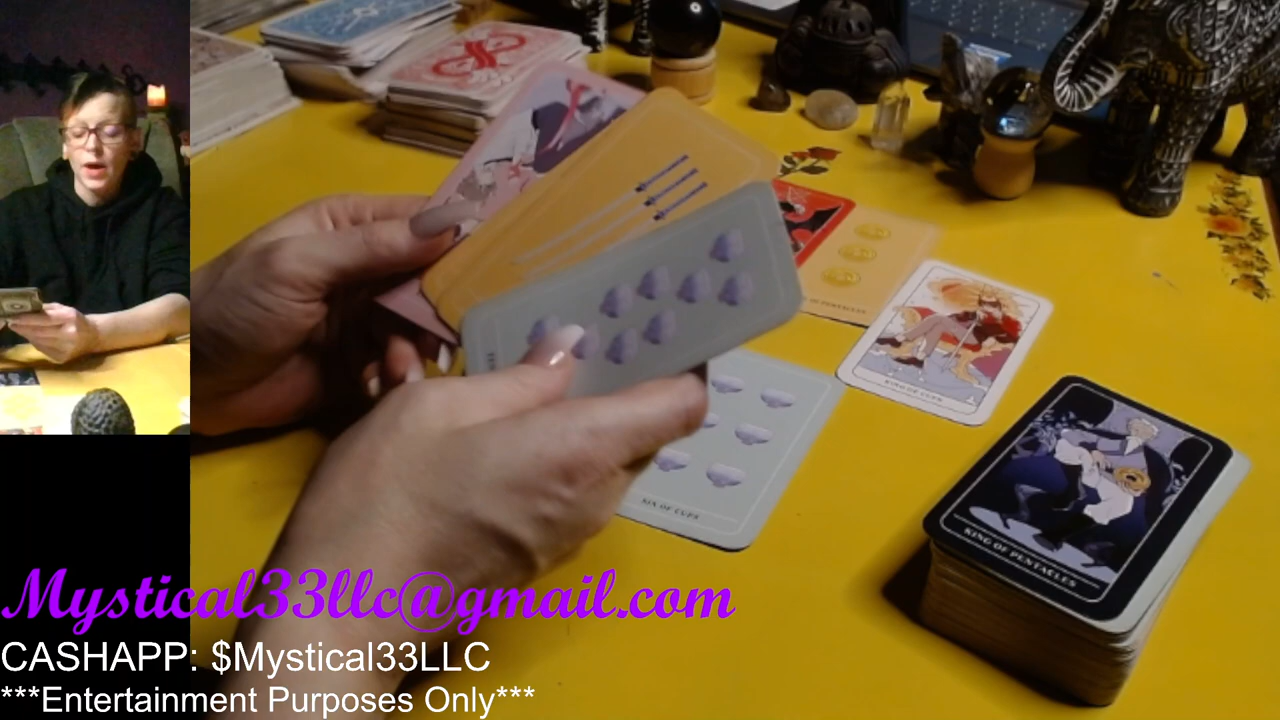 KING OF CUPS
SIX OF CUPS
KING OF PENTACLES
Mystical33llc@gmail.com
CASHAPP: $Mystical33LLC
***Entertainment Purposes Only***